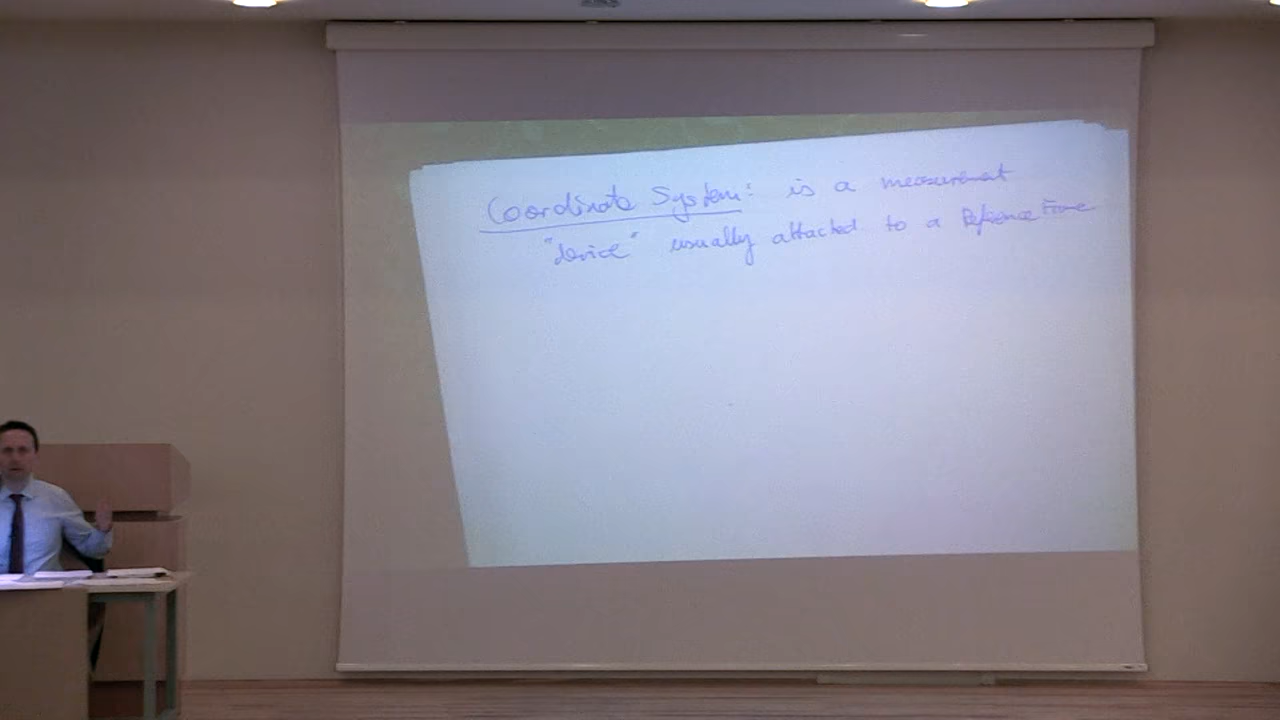 Coordinate System: is a measurement
"device" usually attached to a Reference Frame